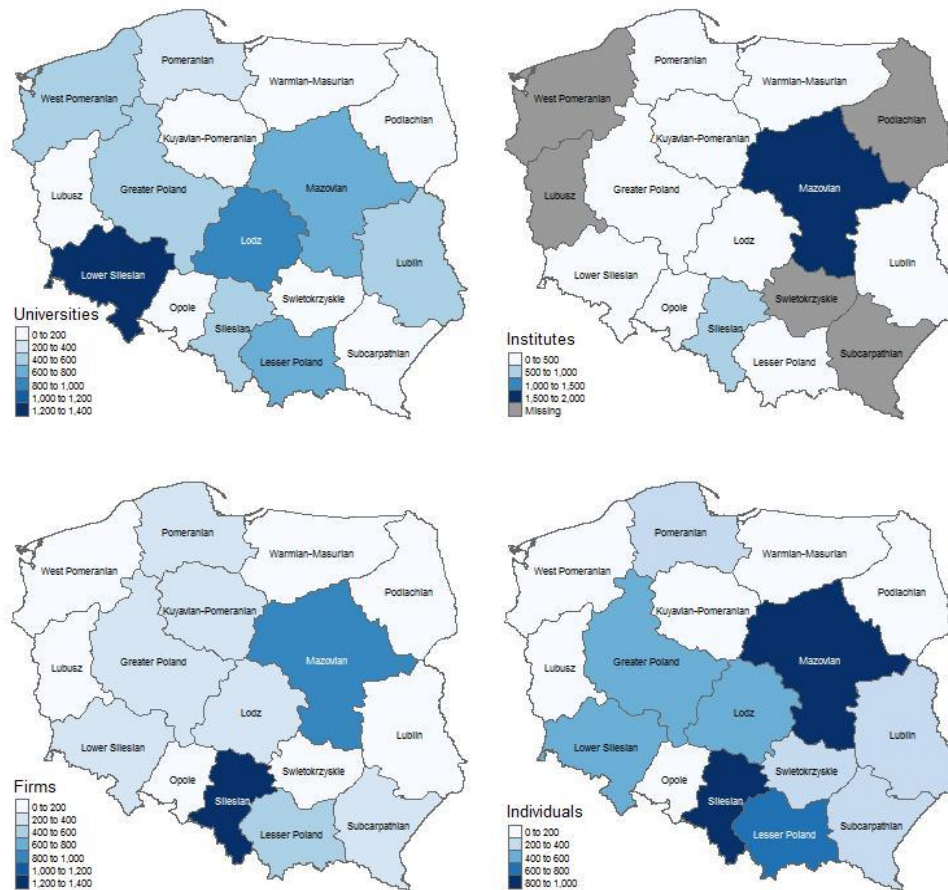 Pomeranian
Warmian-Masurian
West Pomeranian
Podlachian
Kuyavian-Pomeranian
Lubusz
Greater Poland
Mazovian
Lodz
Lublin
Lower Silesian
Opole
Swietokrzyskie
Silesian
Lesser Poland
Subcarpathian
Universities
0 to 200
200 to 400
400 to 600
600 to 800
800 to 1,000
1,000 to 1,200
1,200 to 1,400
Pomeranian
Warmian-Masurian
West Pomeranian
Podlachian
Kuyavian-Pomeranian
Lubusz
Greater Poland
Mazovian
Lodz
Lublin
Lower Silesian
Opole
Swietokrzyskie
Silesian
Lesser Poland
Subcarpathian
Institutes
0 to 500
500 to 1,000
1,000 to 1,500
1,500 to 2,000
Missing
Pomeranian
Warmian-Masurian
West Pomeranian
Podlachian
Kuyavian-Pomeranian
Lubusz
Greater Poland
Mazovian
Lodz
Lublin
Lower Silesian
Opole
Swietokrzyskie
Silesian
Lesser Poland
Subcarpathian
Firms
0 to 200
200 to 400
400 to 600
600 to 800
800 to 1,000
1,000 to 1,200
1,200 to 1,400
Pomeranian
Warmian-Masurian
West Pomeranian
Podlachian
Kuyavian-Pomeranian
Lubusz
Greater Poland
Mazovian
Lodz
Lublin
Lower Silesian
Opole
Swietokrzyskie
Silesian
Lesser Poland
Subcarpathian
Individuals
0 to 200
200 to 400
400 to 600
600 to 800
800 to 1,000